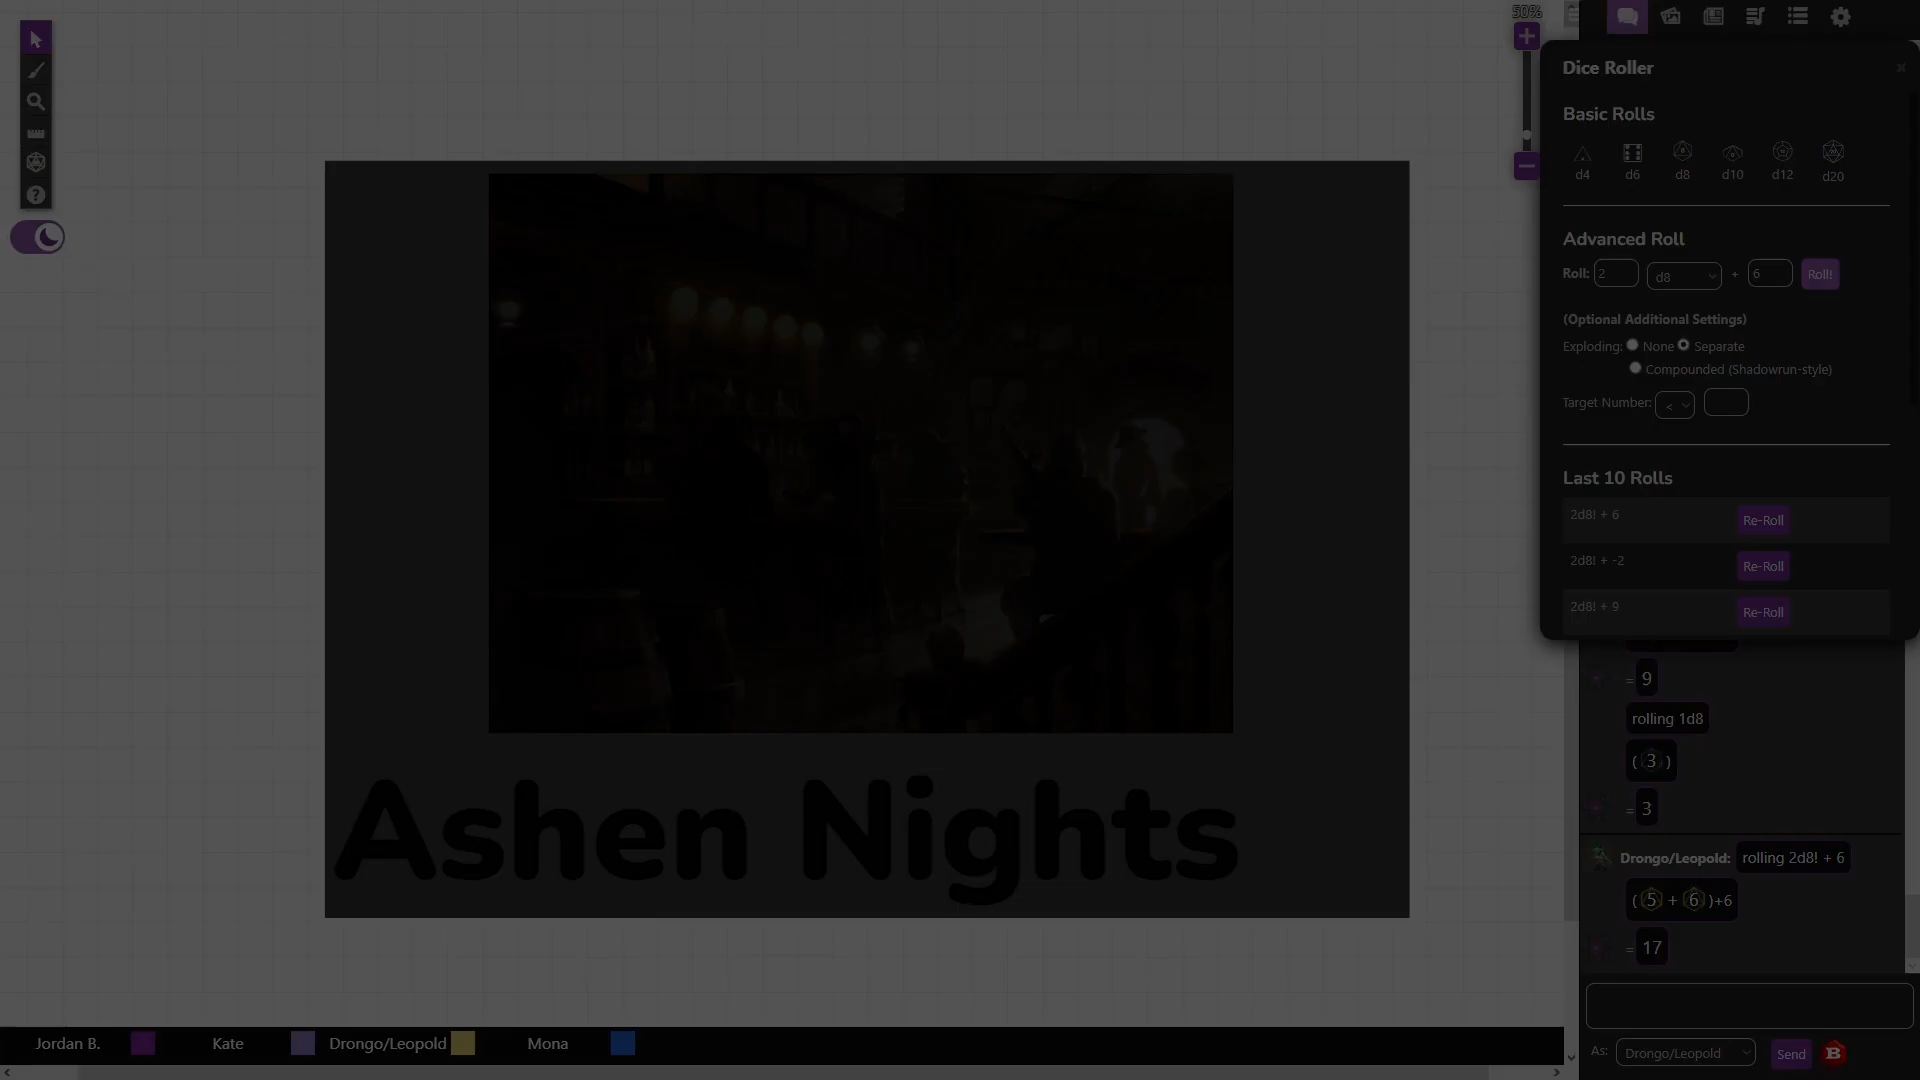 50%
Dice Roller
Basic Rolls
d4 d6 d8 d10 d12 d20
Advanced Roll
Roll: 2 d8 + 6 Roll!
(Optional Additional Settings)
Exploding: None Separate
Compounded (Shadowrun-style)
Target Number: <
Last 10 Rolls
2d8! + 6 Re-Roll
2d8! + -2 Re-Roll
2d8! + 9 Re-Roll
= 9
rolling 1d8
( 3 )
= 3
Drongo/Leopold: rolling 2d8! + 6
( 5 + 6 )+6
= 17
Ashen Nights
Jordan B. Kate Drongo/Leopold Mona
As: Drongo/Leopold Send B